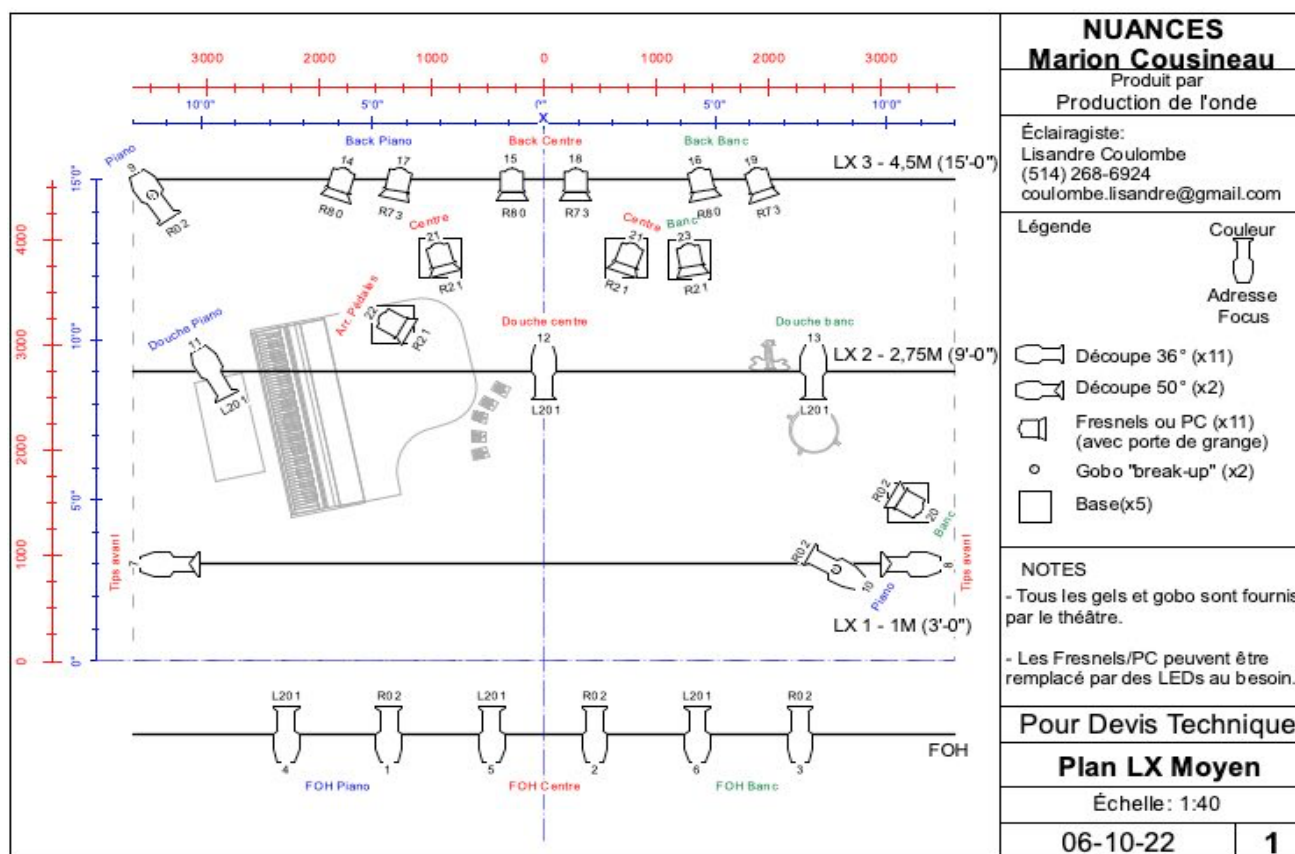 3000 2000 1000 0 1000 2000 3000
10'0" 5'0" 0" 5'0" 10'0"
X
Back Piano Back Centre Back Banc
Piano
9 14 17 15 18 16 19
LX 3 - 4,5M (15'-0")
R02 R80 R73 R80 R73 R80 R73
15'0"
4000
Centre Centre Banc
21 21 23
R21 R21 R21
Arr. Pédales
22
R21
10'0"
3000
Douche Piano Douche centre Douche banc
11 12 13
LX 2 - 2,75M (9'-0")
L201 L201 L201
2000
5'0"
R02
20
Banc
1000
Tips avant
7
R02
10
Piano
8
Tips avant
LX 1 - 1M (3'-0")
0
0"
L201 R02 L201 R02 L201 R02
FOH
4 1 5 2 6 3
FOH Piano FOH Centre FOH Banc
NUANCES
Marion Cousineau
Produit par
Production de l'onde
Éclairagiste:
Lisandre Coulombe
(514) 268-6924
coulombe.lisandre@gmail.com
Légende
Couleur
Adresse
Focus
Découpe 36° (x11)
Découpe 50° (x2)
Fresnels ou PC (x11)
(avec porte de grange)
Gobo "break-up" (x2)
Base(x5)
NOTES
- Tous les gels et gobo sont fournis
par le théâtre.
- Les Fresnels/PC peuvent être
remplacé par des LEDs au besoin.
Pour Devis Technique
Plan LX Moyen
Échelle: 1:40
06-10-22 1